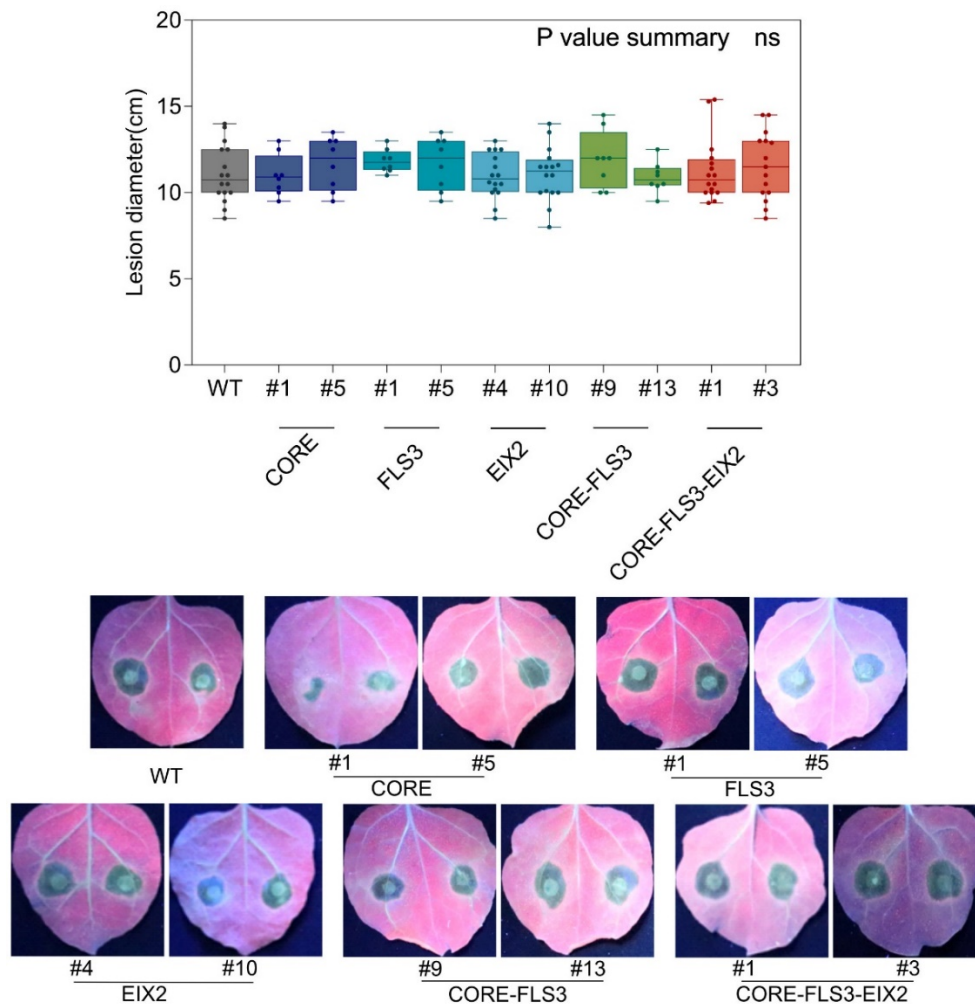 P value summary ns
20
15
10
5
0
Lesion diameter(cm)
WT #1 #5 #1 #5 #4 #10 #9 #13 #1 #3
CORE FLS3 EIX2 CORE-FLS3 CORE-FLS3-EIX2
WT #1 #5 #1 #5
CORE FLS3
#4 #10 #9 #13 #1 #3
EIX2 CORE-FLS3 CORE-FLS3-EIX2